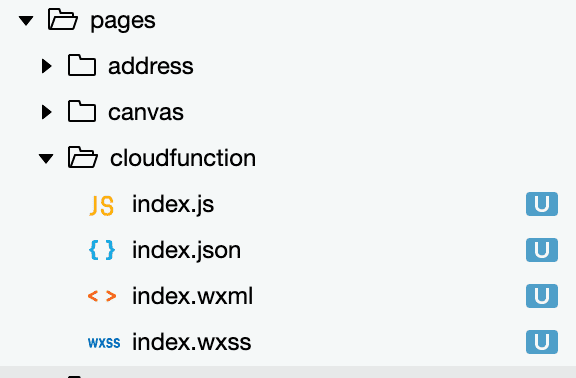 pages
address
canvas
cloudfunction
JS index.js U
{ } index.json U
< > index.wxml U
wxss index.wxss U